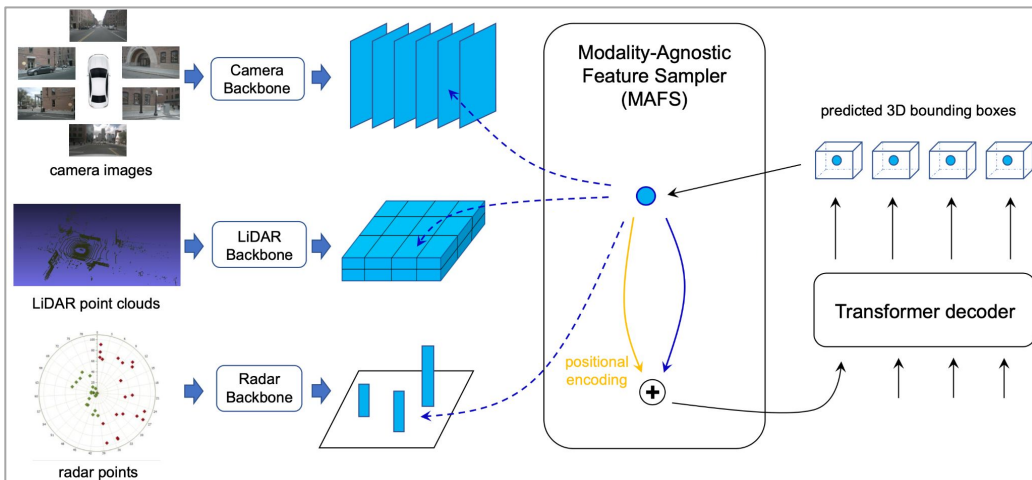 camera images
Camera
Backbone
LiDAR point clouds
LiDAR
Backbone
radar points
Radar
Backbone
Modality-Agnostic
Feature Sampler
(MAFS)
positional
encoding
predicted 3D bounding boxes
Transformer decoder